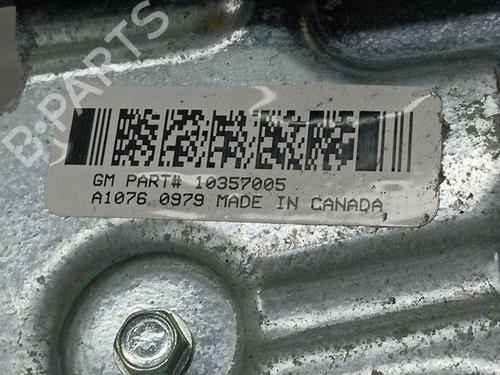 B-PARTS
GM PART# 10357005
A1076 0979 MADE IN CANADA